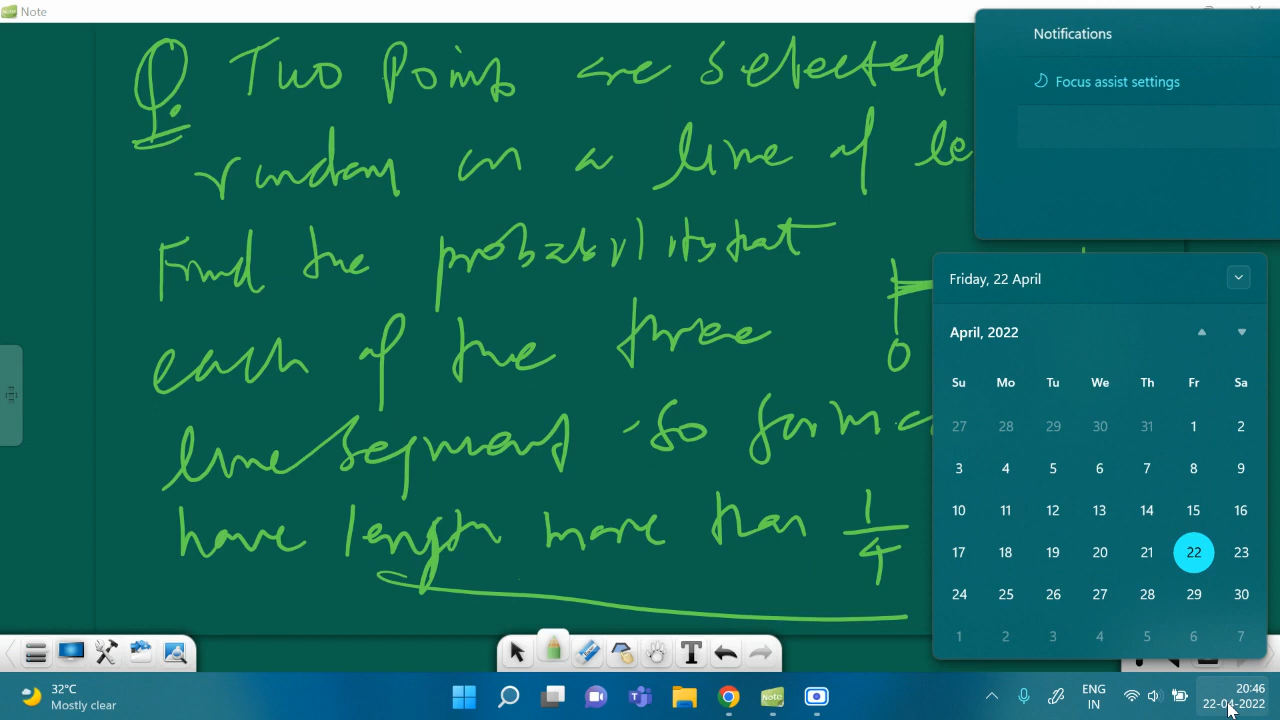 Note
Q. Two Points are selected
random on a line of le
Find the probability that
each of the three
line segment so forme
have length more than 1/4
0
Notifications
Focus assist settings
Friday, 22 April
April, 2022
Su Mo Tu We Th Fr Sa
27 28 29 30 31 1 2
3 4 5 6 7 8 9
10 11 12 13 14 15 16
17 18 19 20 21 22 23
24 25 26 27 28 29 30
1 2 3 4 5 6 7
T
32°C
Mostly clear
Note
ENG
IN
20:46
22-04-2022